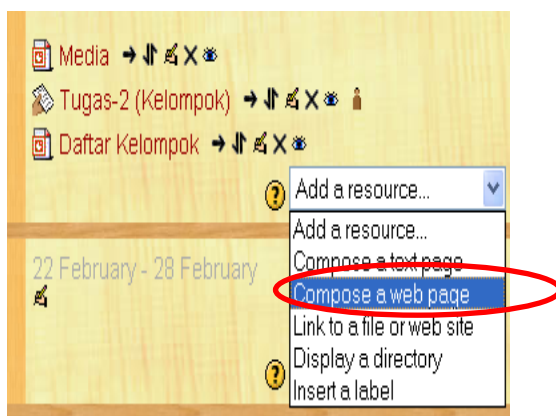 Media
Tugas-2 (Kelompok)
Daftar Kelompok
Add a resource...
Add a resource...
Compose a text page
22 February - 28 February
Compose a web page
Link to a file or web site
Display a directory
Insert a label